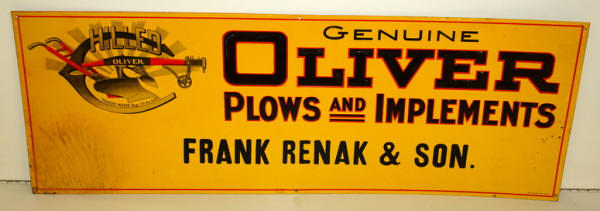 CHILLED
OLIVER
GENUINE
OLIVER
PLOWS AND IMPLEMENTS
FRANK RENAK & SON.